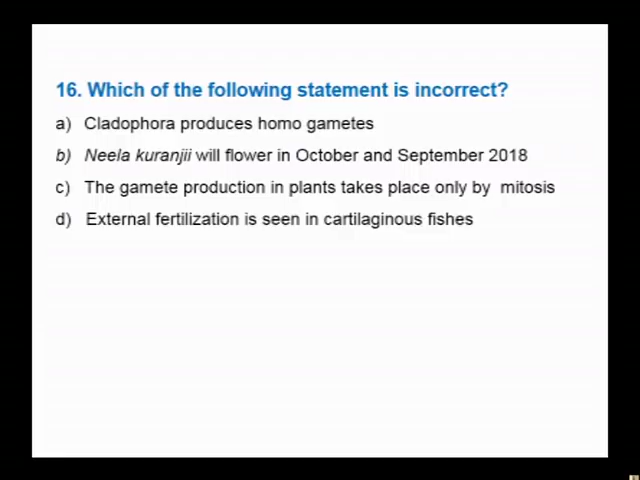 16. Which of the following statement is incorrect?
a) Cladophora produces homo gametes
b) Neela kuranjii will flower in October and September 2018
c) The gamete production in plants takes place only by mitosis
d) External fertilization is seen in cartilaginous fishes